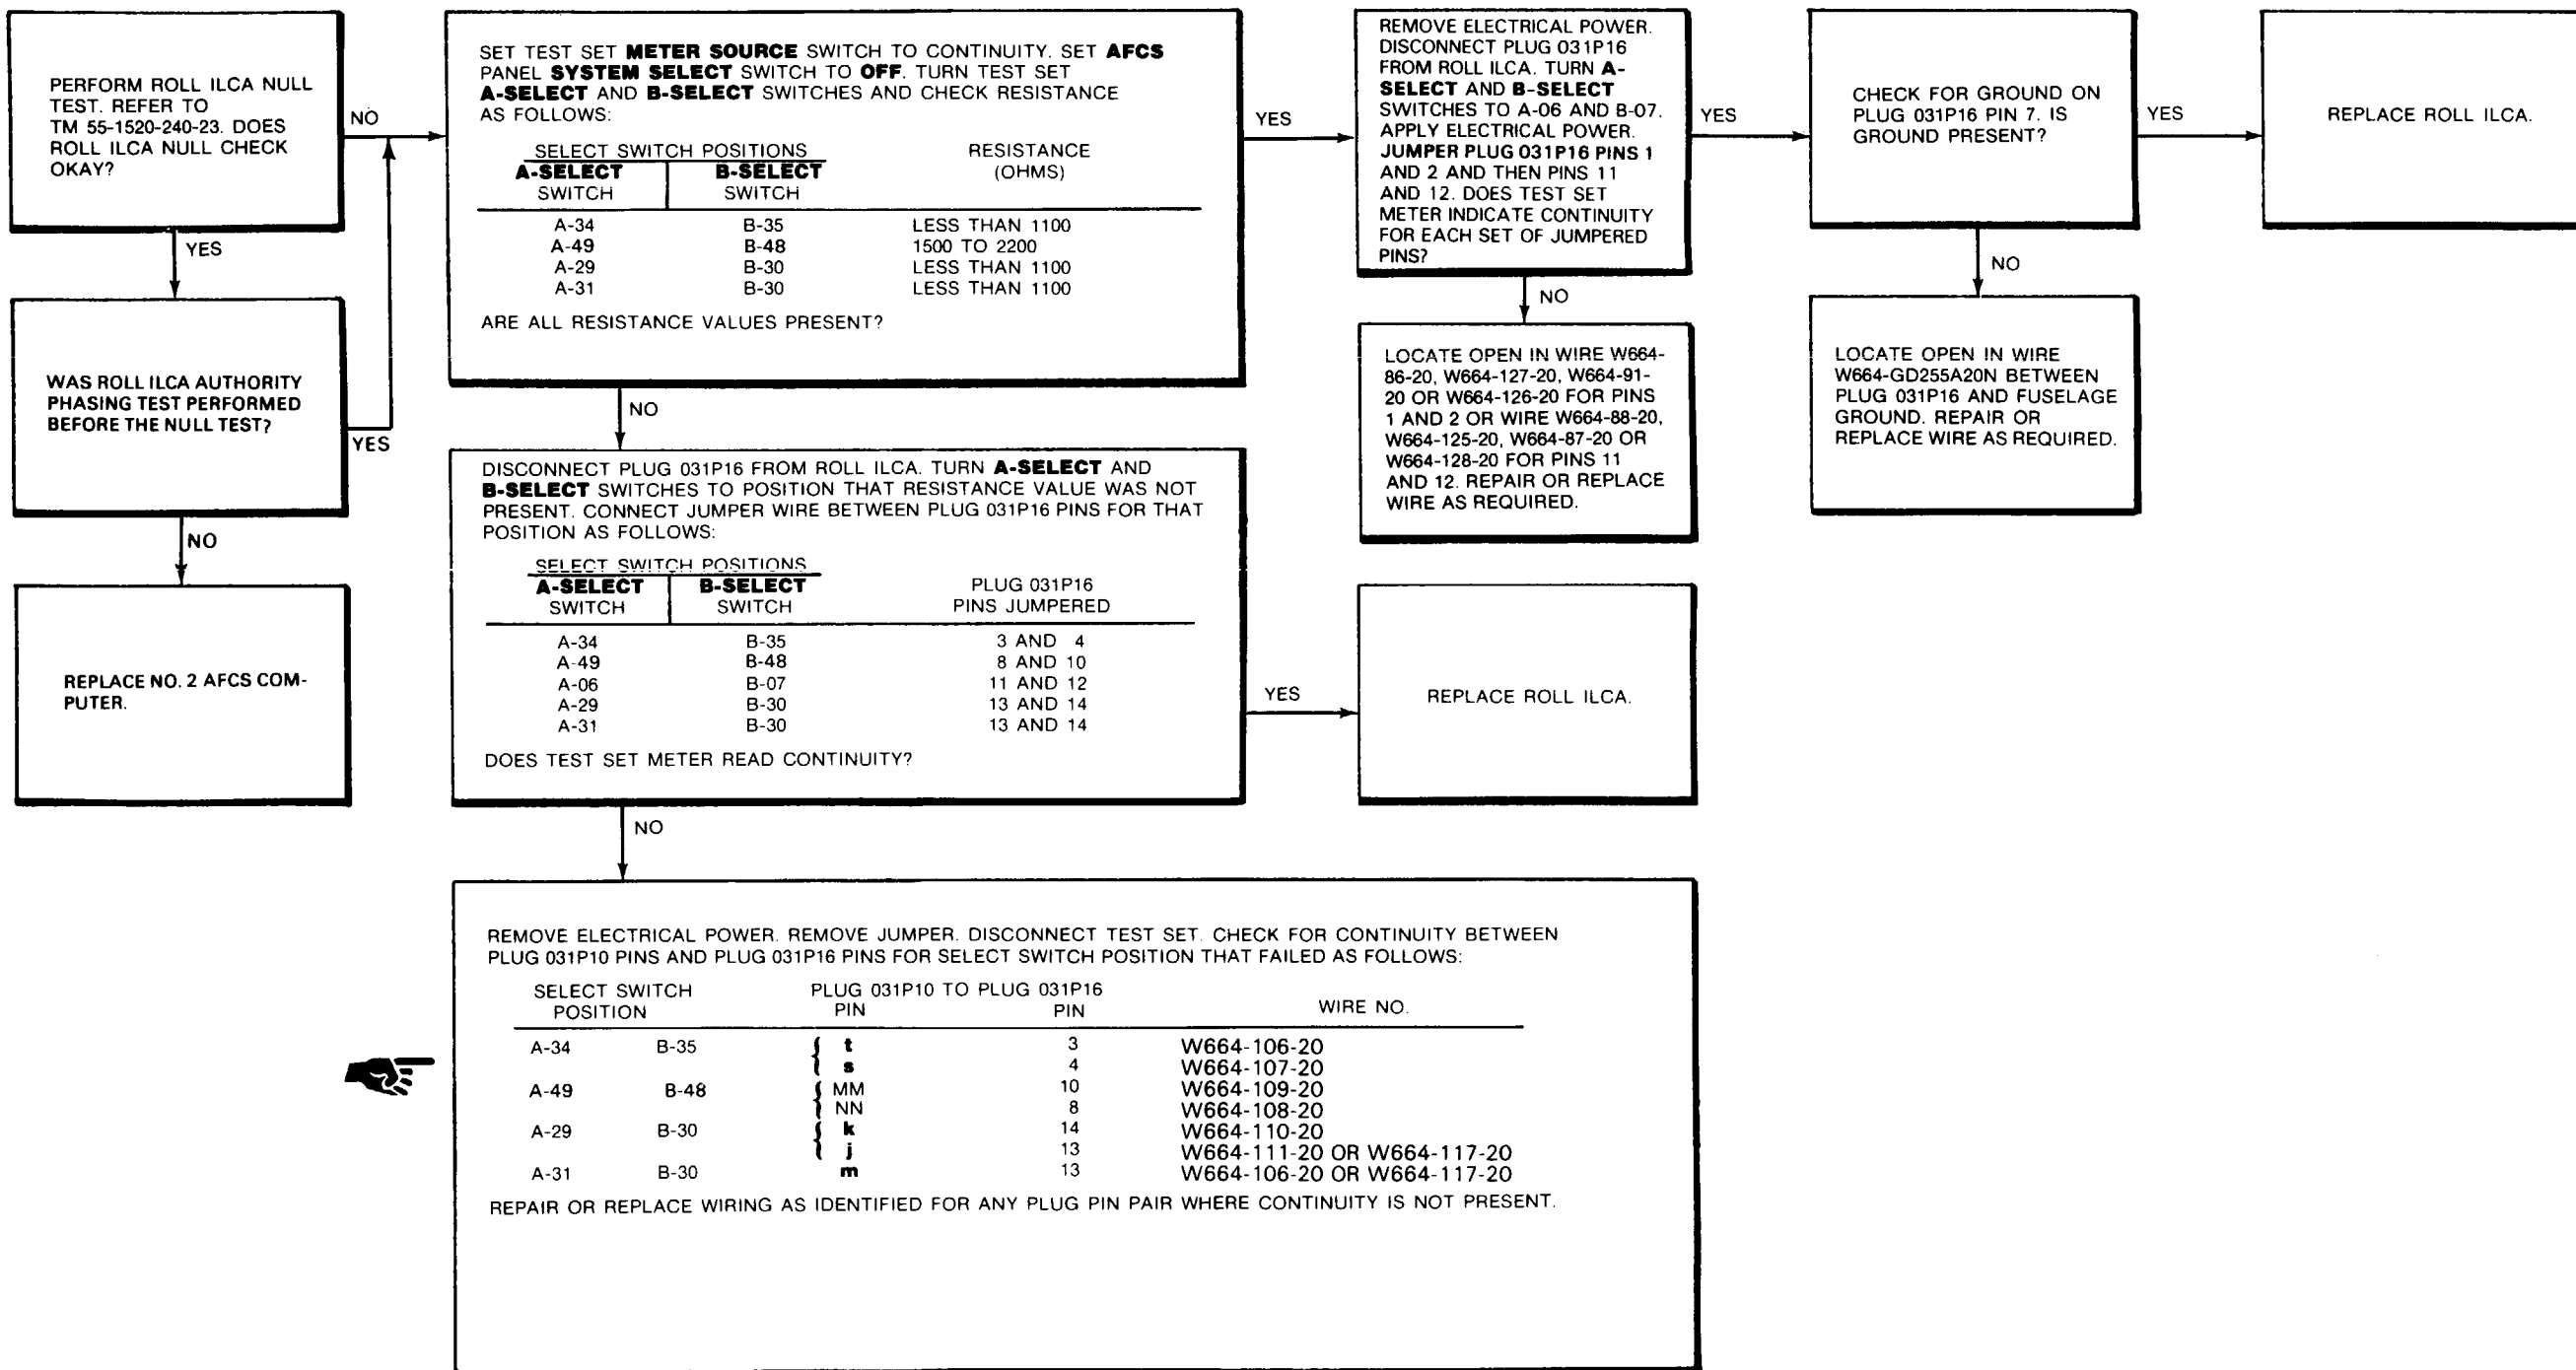 PERFORM ROLL ILCA NULL
TEST. REFER TO
TM 55-1520-240-23. DOES
ROLL ILCA NULL CHECK
OKAY?
NO
YES
WAS ROLL ILCA AUTHORITY
PHASING TEST PERFORMED
BEFORE THE NULL TEST?
YES
NO
REPLACE NO. 2 AFCS COM-
PUTER.
SET TEST SET METER SOURCE SWITCH TO CONTINUITY. SET AFCS
PANEL SYSTEM SELECT SWITCH TO OFF. TURN TEST SET
A-SELECT AND B-SELECT SWITCHES AND CHECK RESISTANCE
AS FOLLOWS:
SELECT SWITCH POSITIONS RESISTANCE
A-SELECT B-SELECT (OHMS)
SWITCH SWITCH
A-34 B-35 LESS THAN 1100
A-49 B-48 1500 TO 2200
A-29 B-30 LESS THAN 1100
A-31 B-30 LESS THAN 1100
ARE ALL RESISTANCE VALUES PRESENT?
YES
NO
REMOVE ELECTRICAL POWER.
DISCONNECT PLUG 031P16
FROM ROLL ILCA. TURN A-
SELECT AND B-SELECT
SWITCHES TO A-06 AND B-07.
APPLY ELECTRICAL POWER.
JUMPER PLUG 031P16 PINS 1
AND 2 AND THEN PINS 11
AND 12. DOES TEST SET
METER INDICATE CONTINUITY
FOR EACH SET OF JUMPERED
PINS?
YES
NO
CHECK FOR GROUND ON
PLUG 031P16 PIN 7. IS
GROUND PRESENT?
YES
REPLACE ROLL ILCA.
NO
LOCATE OPEN IN WIRE W664-
86-20, W664-127-20, W664-91-
20 OR W664-126-20 FOR PINS
1 AND 2 OR WIRE W664-88-20,
W664-125-20, W664-87-20 OR
W664-128-20 FOR PINS 11
AND 12. REPAIR OR REPLACE
WIRE AS REQUIRED.
LOCATE OPEN IN WIRE
W664-GD255A20N BETWEEN
PLUG 031P16 AND FUSELAGE
GROUND. REPAIR OR
REPLACE WIRE AS REQUIRED.
DISCONNECT PLUG 031P16 FROM ROLL ILCA. TURN A-SELECT AND
B-SELECT SWITCHES TO POSITION THAT RESISTANCE VALUE WAS NOT
PRESENT. CONNECT JUMPER WIRE BETWEEN PLUG 031P16 PINS FOR THAT
POSITION AS FOLLOWS:
SELECT SWITCH POSITIONS
A-SELECT B-SELECT PLUG 031P16
SWITCH SWITCH PINS JUMPERED
A-34 B-35 3 AND 4
A-49 B-48 8 AND 10
A-06 B-07 11 AND 12
A-29 B-30 13 AND 14
A-31 B-30 13 AND 14
DOES TEST SET METER READ CONTINUITY?
YES
REPLACE ROLL ILCA.
NO
REMOVE ELECTRICAL POWER. REMOVE JUMPER. DISCONNECT TEST SET. CHECK FOR CONTINUITY BETWEEN
PLUG 031P10 PINS AND PLUG 031P16 PINS FOR SELECT SWITCH POSITION THAT FAILED AS FOLLOWS:
SELECT SWITCH PLUG 031P10 TO PLUG 031P16
POSITION PIN PIN WIRE NO.
A-34 B-35 { t 3 W664-106-20
s 4 W664-107-20
A-49 B-48 { MM 10 W664-109-20
NN 8 W664-108-20
A-29 B-30 { k 14 W664-110-20
j 13 W664-111-20 OR W664-117-20
A-31 B-30 m 13 W664-106-20 OR W664-117-20
REPAIR OR REPLACE WIRING AS IDENTIFIED FOR ANY PLUG PIN PAIR WHERE CONTINUITY IS NOT PRESENT.